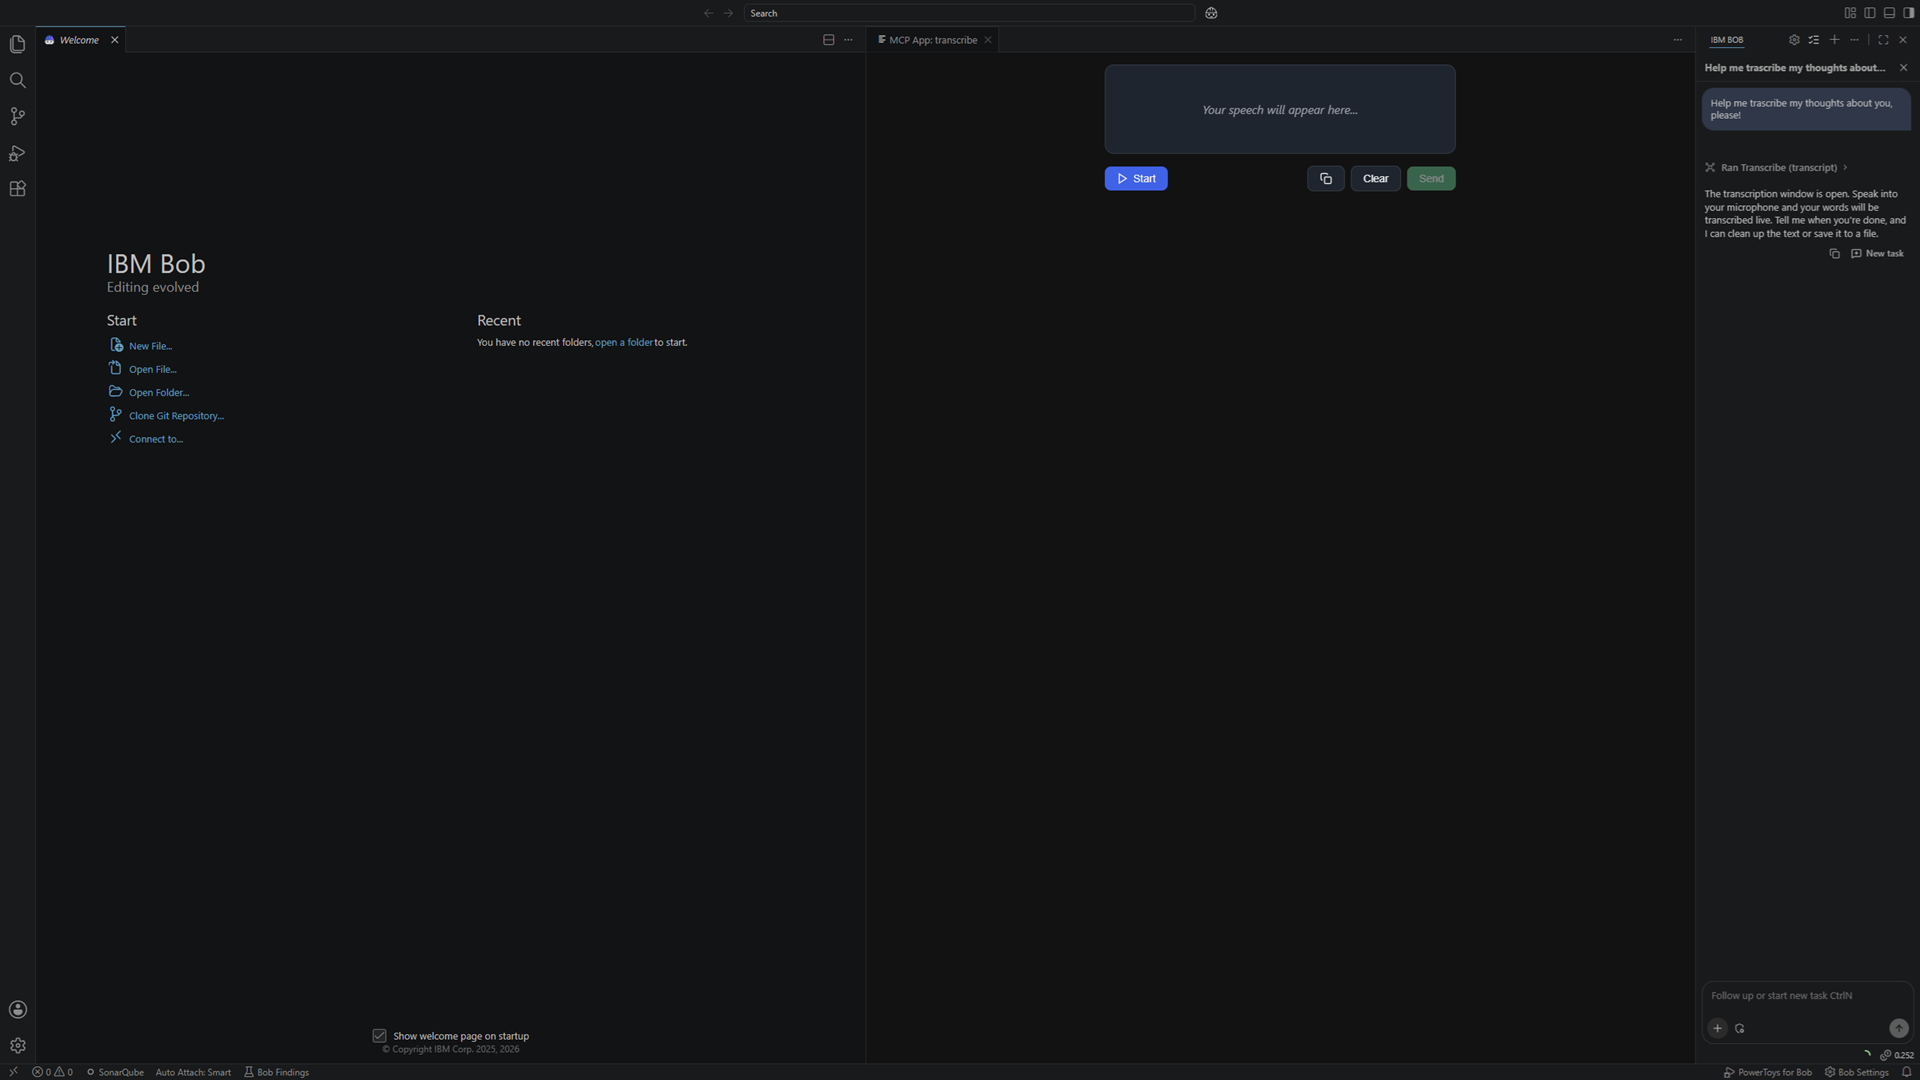 Search
Welcome
MCP App: transcribe
IBM BOB
Help me trascribe my thoughts about...
Help me trascribe my thoughts about you,
please!
Ran Transcribe (transcript)
The transcription window is open. Speak into
your microphone and your words will be
transcribed live. Tell me when you're done, and
I can clean up the text or save it to a file.
New task
Your speech will appear here...
Start
Clear
Send
IBM Bob
Editing evolved
Start
New File...
Open File...
Open Folder...
Clone Git Repository...
Connect to...
Recent
You have no recent folders, open a folder to start.
Show welcome page on startup
© Copyright IBM Corp. 2025, 2026
Follow up or start new task CtrlN
0.252
0 0 SonarQube Auto Attach: Smart Bob Findings
PowerToys for Bob Bob Settings